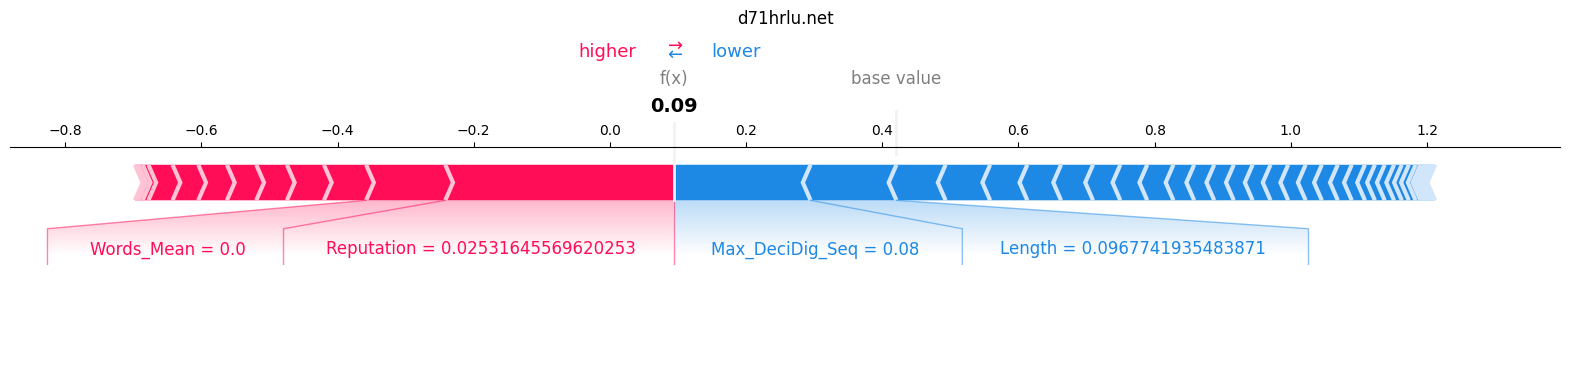 d71hrlu.net
higher → ← lower
f(x) base value
0.09
−0.8 −0.6 −0.4 −0.2 0.0 0.2 0.4 0.6 0.8 1.0 1.2
Words_Mean = 0.0 Reputation = 0.02531645569620253 Max_DeciDig_Seq = 0.08 Length = 0.0967741935483871